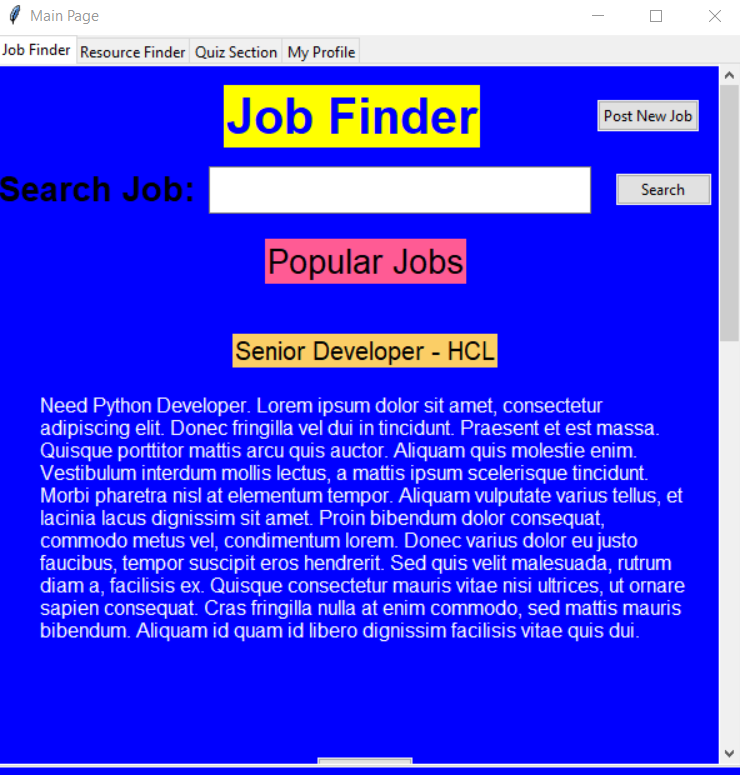 Main Page
Job Finder Resource Finder Quiz Section My Profile
Job Finder
Post New Job
Search Job:
Search
Popular Jobs
Senior Developer - HCL
Need Python Developer. Lorem ipsum dolor sit amet, consectetur
adipiscing elit. Donec fringilla vel dui in tincidunt. Praesent et est massa.
Quisque porttitor mattis arcu quis auctor. Aliquam quis molestie enim.
Vestibulum interdum mollis lectus, a mattis ipsum scelerisque tincidunt.
Morbi pharetra nisl at elementum tempor. Aliquam vulputate varius tellus, et
lacinia lacus dignissim sit amet. Proin bibendum dolor consequat,
commodo metus vel, condimentum lorem. Donec varius dolor eu justo
faucibus, tempor suscipit eros hendrerit. Sed quis velit malesuada, rutrum
diam a, facilisis ex. Quisque consectetur mauris vitae nisi ultrices, ut ornare
sapien consequat. Cras fringilla nulla at enim commodo, sed mattis mauris
bibendum. Aliquam id quam id libero dignissim facilisis vitae quis dui.